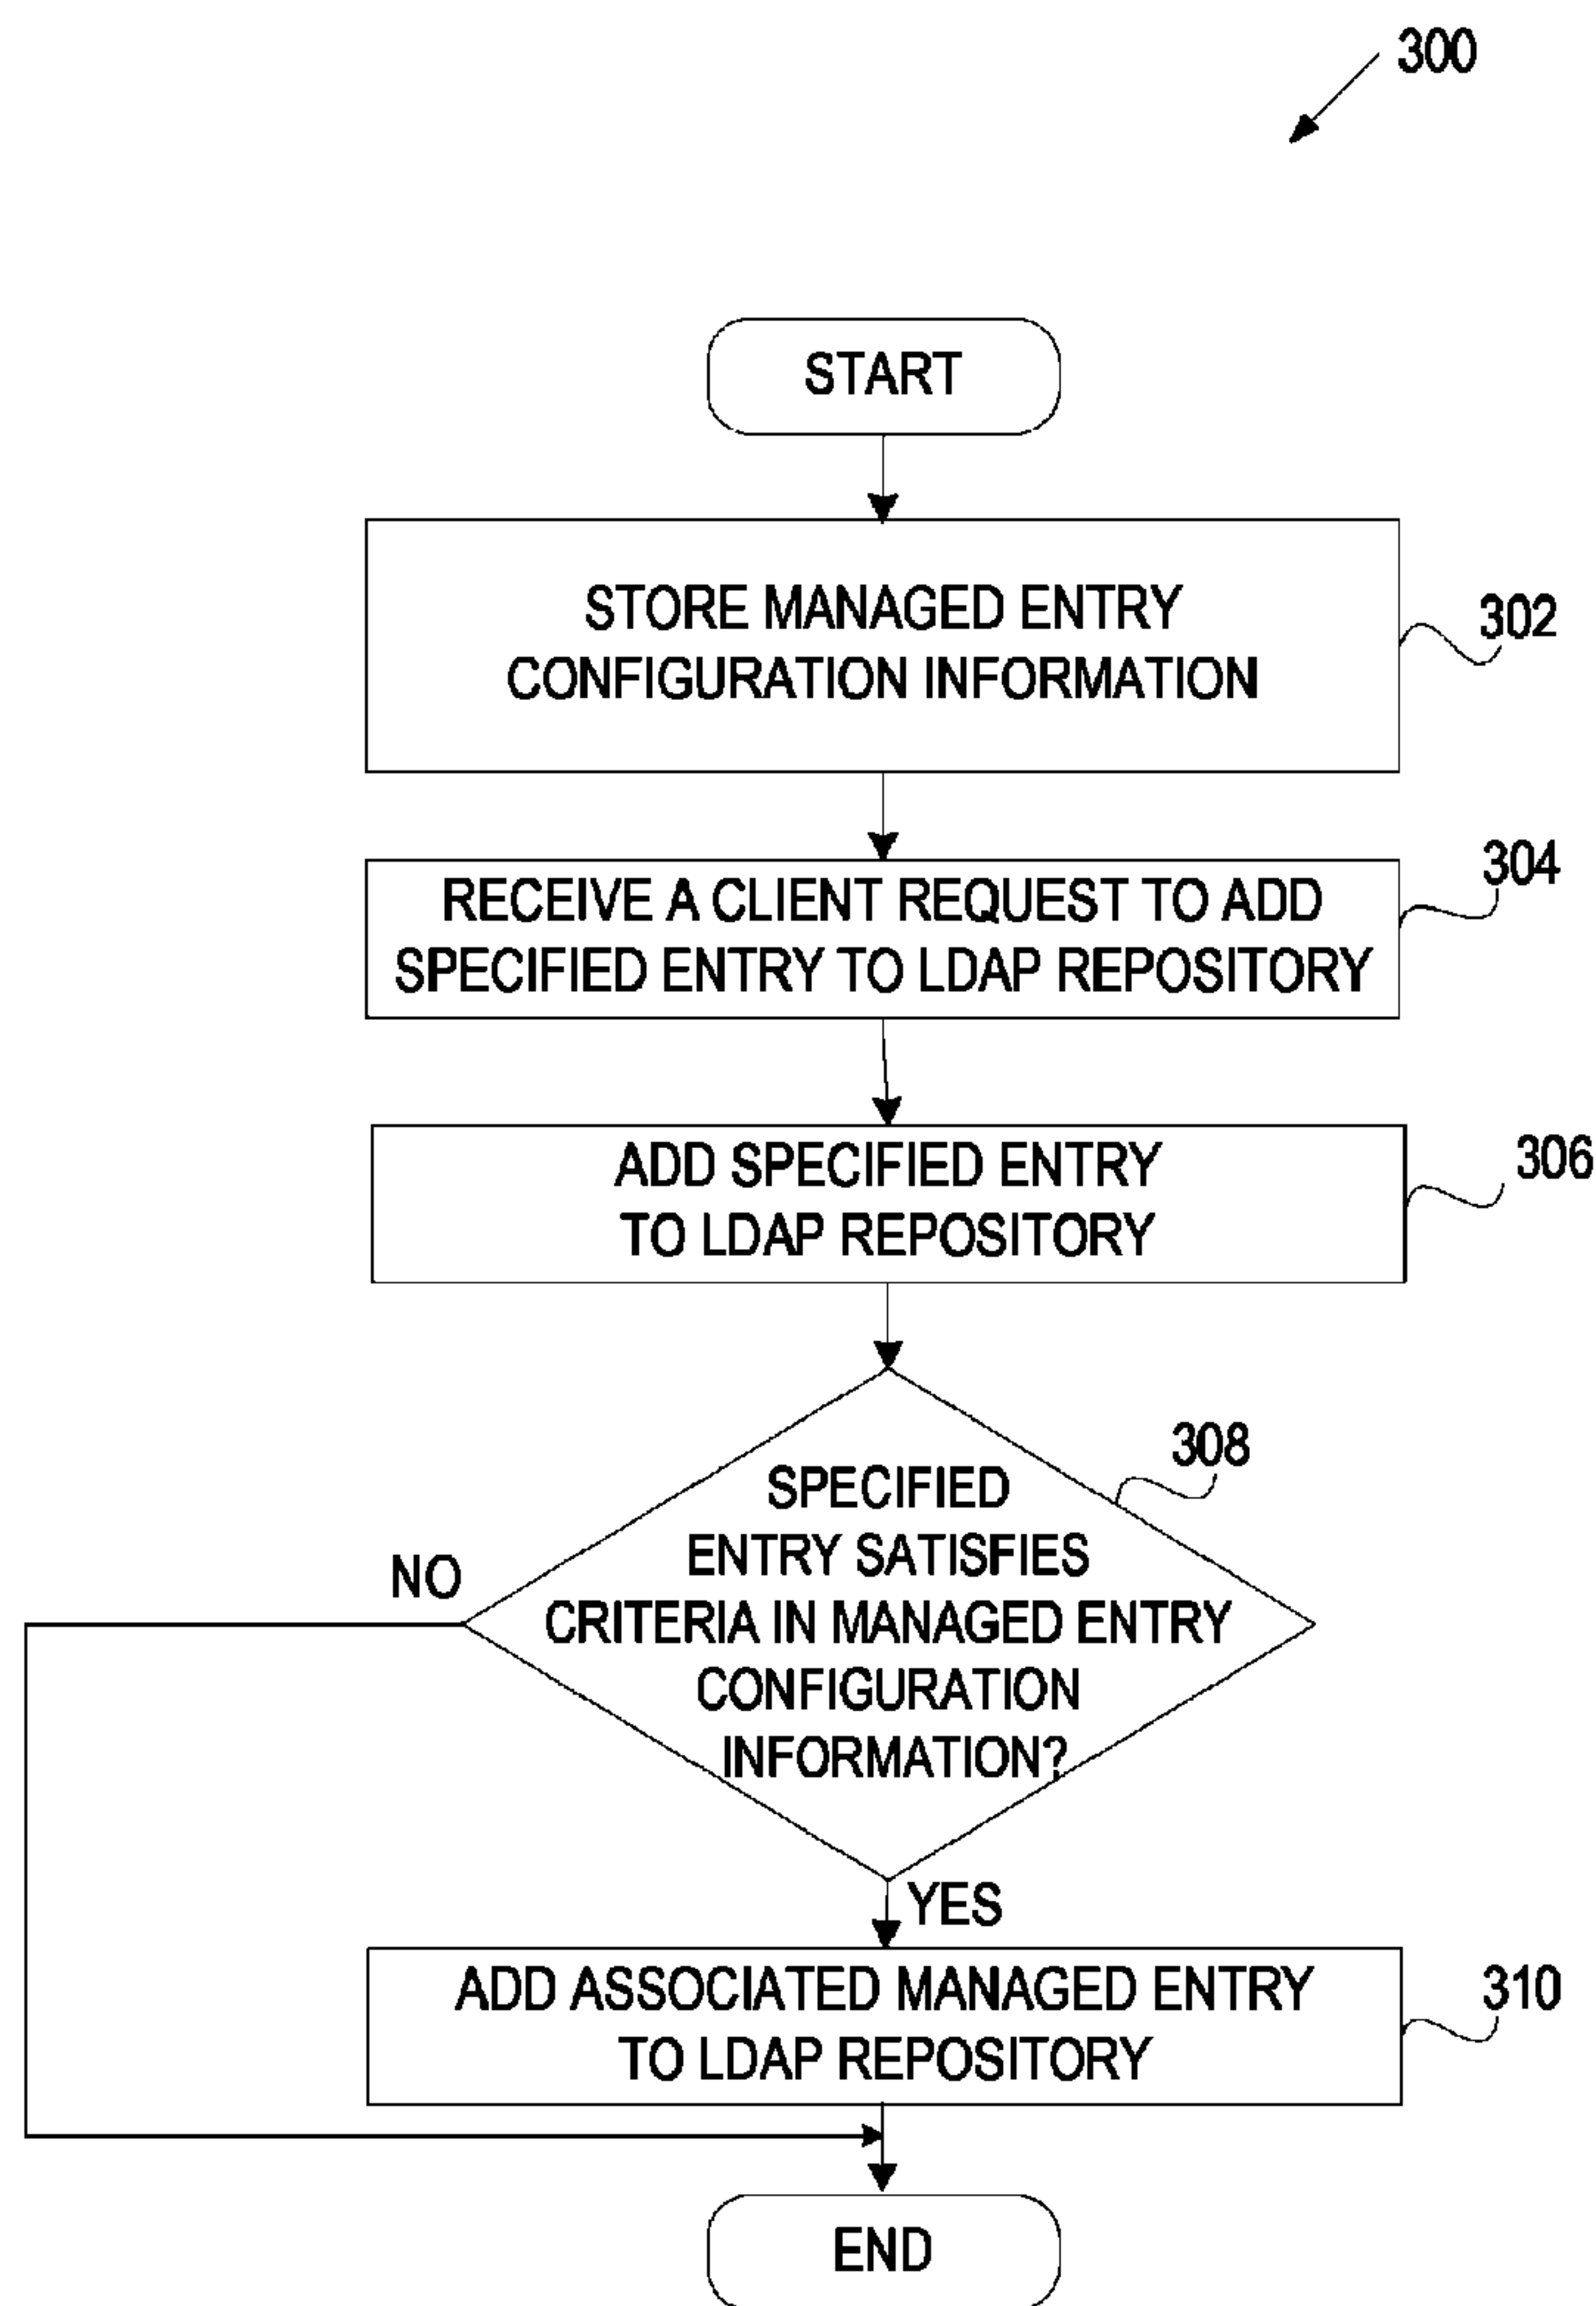 300
START
STORE MANAGED ENTRY
CONFIGURATION INFORMATION
302
RECEIVE A CLIENT REQUEST TO ADD
SPECIFIED ENTRY TO LDAP REPOSITORY
304
ADD SPECIFIED ENTRY
TO LDAP REPOSITORY
306
SPECIFIED
ENTRY SATISFIES
CRITERIA IN MANAGED ENTRY
CONFIGURATION
INFORMATION?
308
NO
YES
ADD ASSOCIATED MANAGED ENTRY
TO LDAP REPOSITORY
310
END